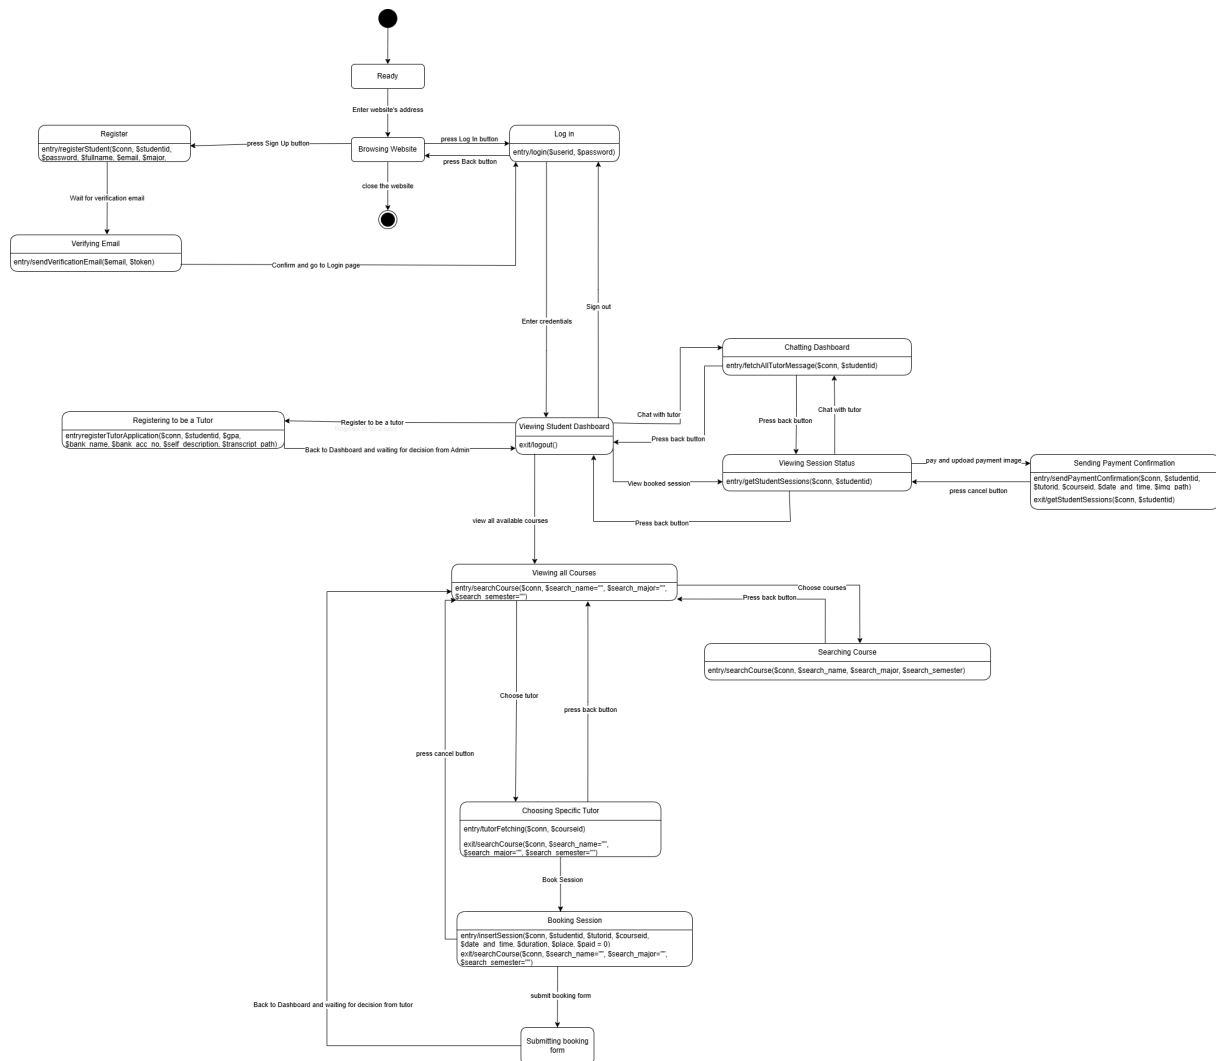 Ready
Enter website's address
Register
entry/registerStudent($conn, $studentid,
$password, $fullname, $email, $major,
press Sign Up button
Browsing Website
press Log In button
press Back button
Log in
entry/login($userid, $password)
close the website
Wait for verification email
Verifying Email
entry/sendVerificationEmail($email, $token)
Confirm and go to Login page
Enter credentials
Sign out
Chatting Dashboard
entry/fetchAllTutorMessage($conn, $studentid)
Registering to be a Tutor
entryregisterTutorApplication($conn, $studentid, $gpa,
$bank_name, $bank_acc_no, $self_description, $transcript_path)
Register to be a tutor
Back to Dashboard and waiting for decision from Admin
Viewing Student Dashboard
exit/logout()
Chat with tutor
Press back button
Press back button
Chat with tutor
View booked session
Viewing Session Status
entry/getStudentSessions($conn, $studentid)
pay and updoad payment image
press cancel button
Sending Payment Confirmation
entry/sendPaymentConfirmation($conn, $studentid,
$tutorid, $courseid, $date_and_time, $img_path)
exit/getStudentSessions($conn, $studentid)
Press back button
view all available courses
Viewing all Courses
entry/searchCourse($conn, $search_name="", $search_major="",
$search_semester="")
Choose courses
Press back button
Searching Course
entry/searchCourse($conn, $search_name, $search_major, $search_semester)
Choose tutor
press back button
press cancel button
Choosing Specific Tutor
entry/tutorFetching($conn, $courseid)
exit/searchCourse($conn, $search_name="",
$search_major="", $search_semester="")
Book Session
Booking Session
entry/insertSession($conn, $studentid, $tutorid, $courseid,
$date_and_time, $duration, $place, $paid = 0)
exit/searchCourse($conn, $search_name="", $search_major="",
$search_semester="")
submit booking form
Back to Dashboard and waiting for decision from tutor
Submitting booking
form